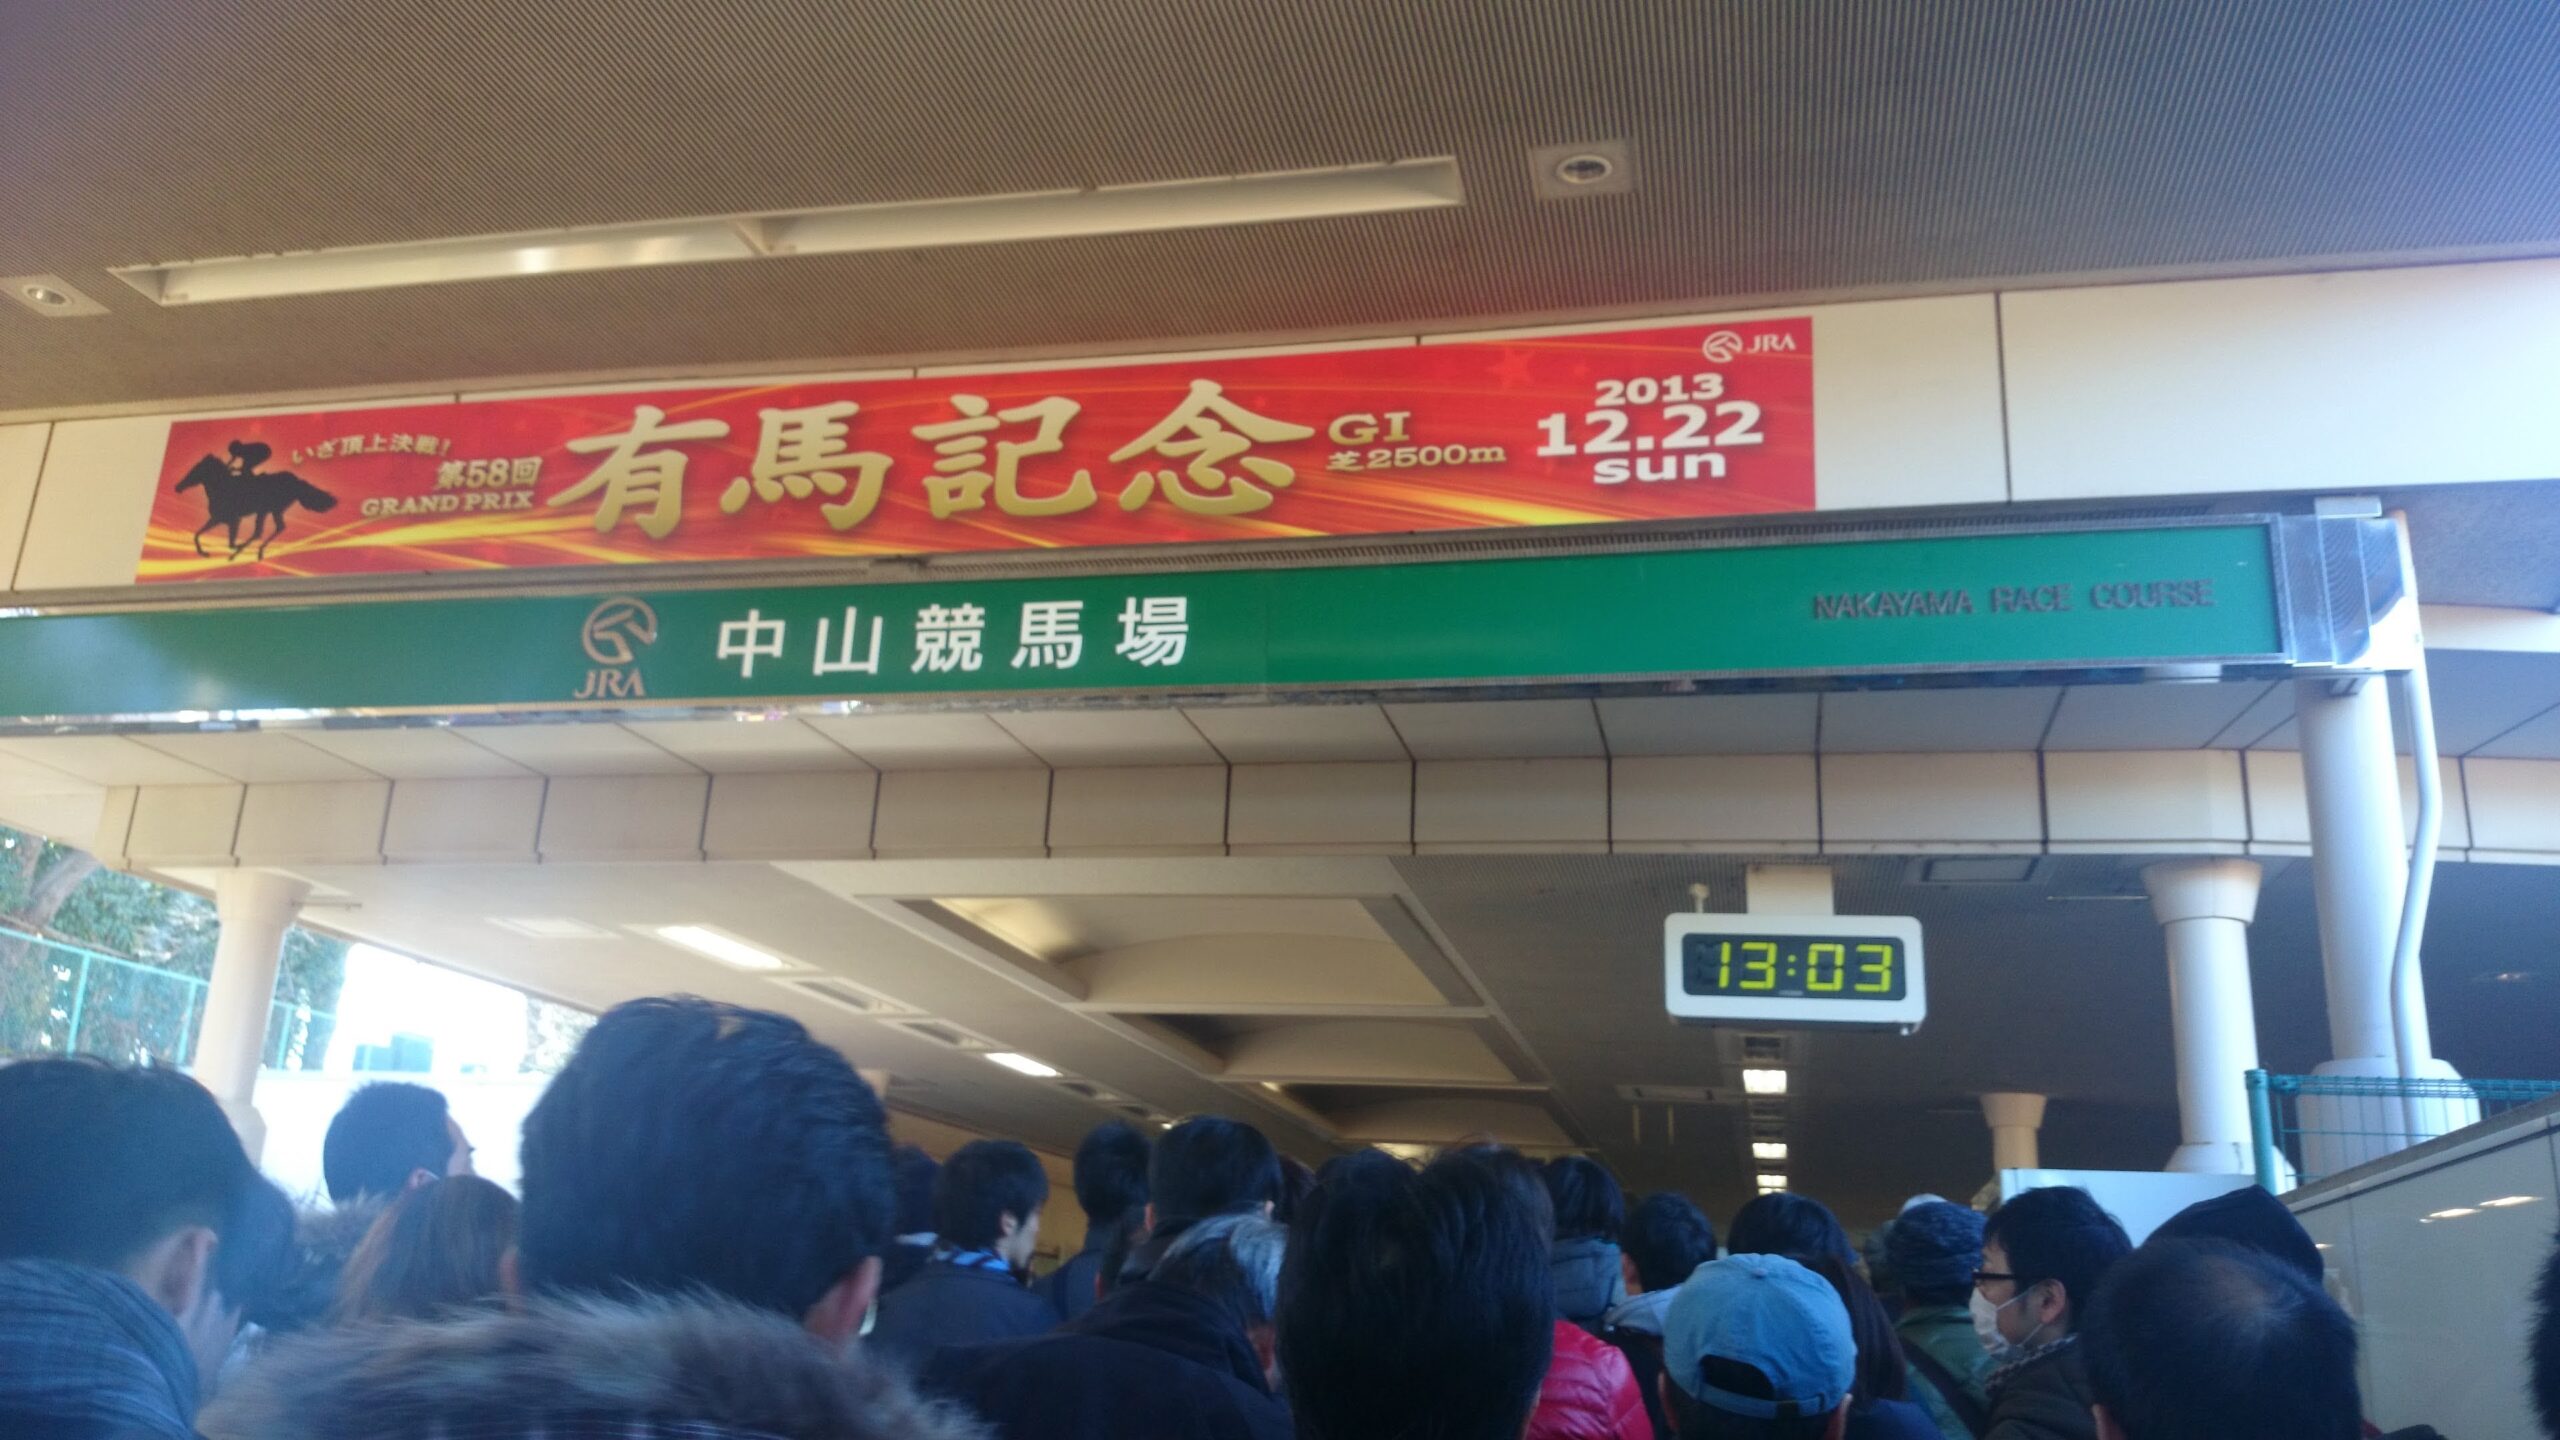 JRA
いざ頂上決戦!
第58回
GRAND PRIX
有馬記念
GI
芝2500m
2013
12.22
sun
JRA
中山競馬場
NAKAYAMA RACE COURSE
13:03